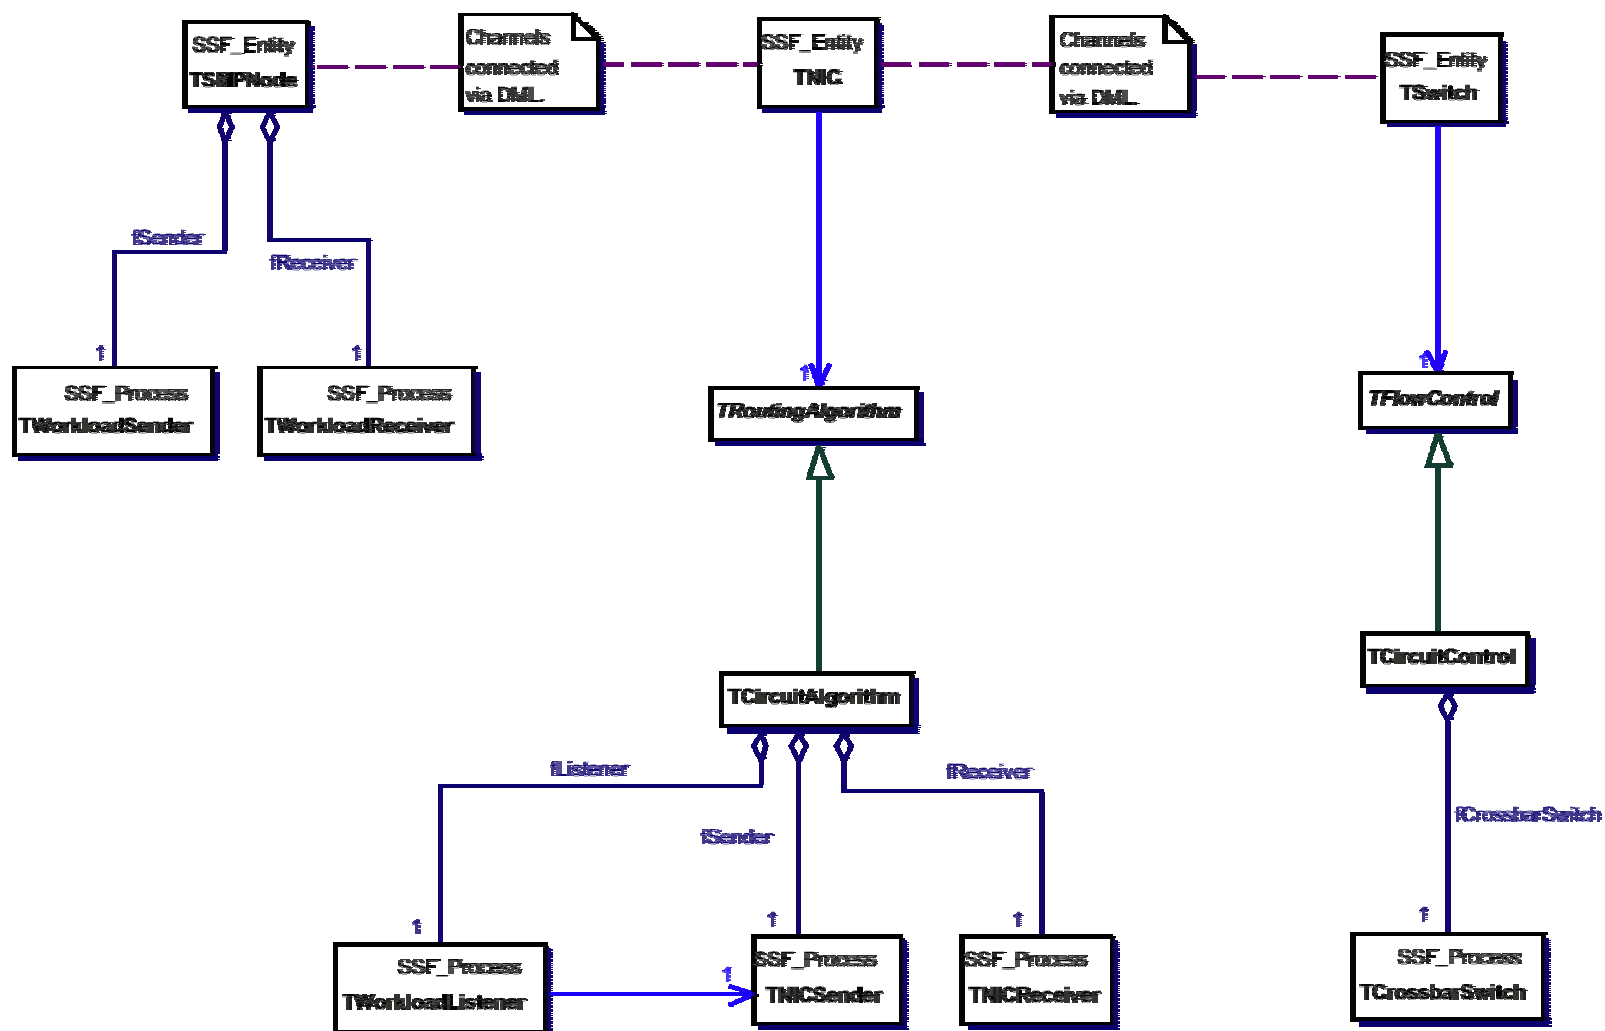 SSF_Entity
TSMPNode
Channels
connected
via DML.
SSF_Entity
TNIC
Channels
connected
via DML.
SSF_Entity
TSwitch
fSender
fReceiver
1
1
SSF_Process
TWorkloadSender
SSF_Process
TWorkloadReceiver
1
TRoutingAlgorithm
1
TFlowControl
TCircuitAlgorithm
TCircuitControl
fListener
fSender
fReceiver
fCrossbarSwitch
1
1
1
1
SSF_Process
TWorkloadListener
1
SSF_Process
TNICSender
SSF_Process
TNICReceiver
SSF_Process
TCrossbarSwitch